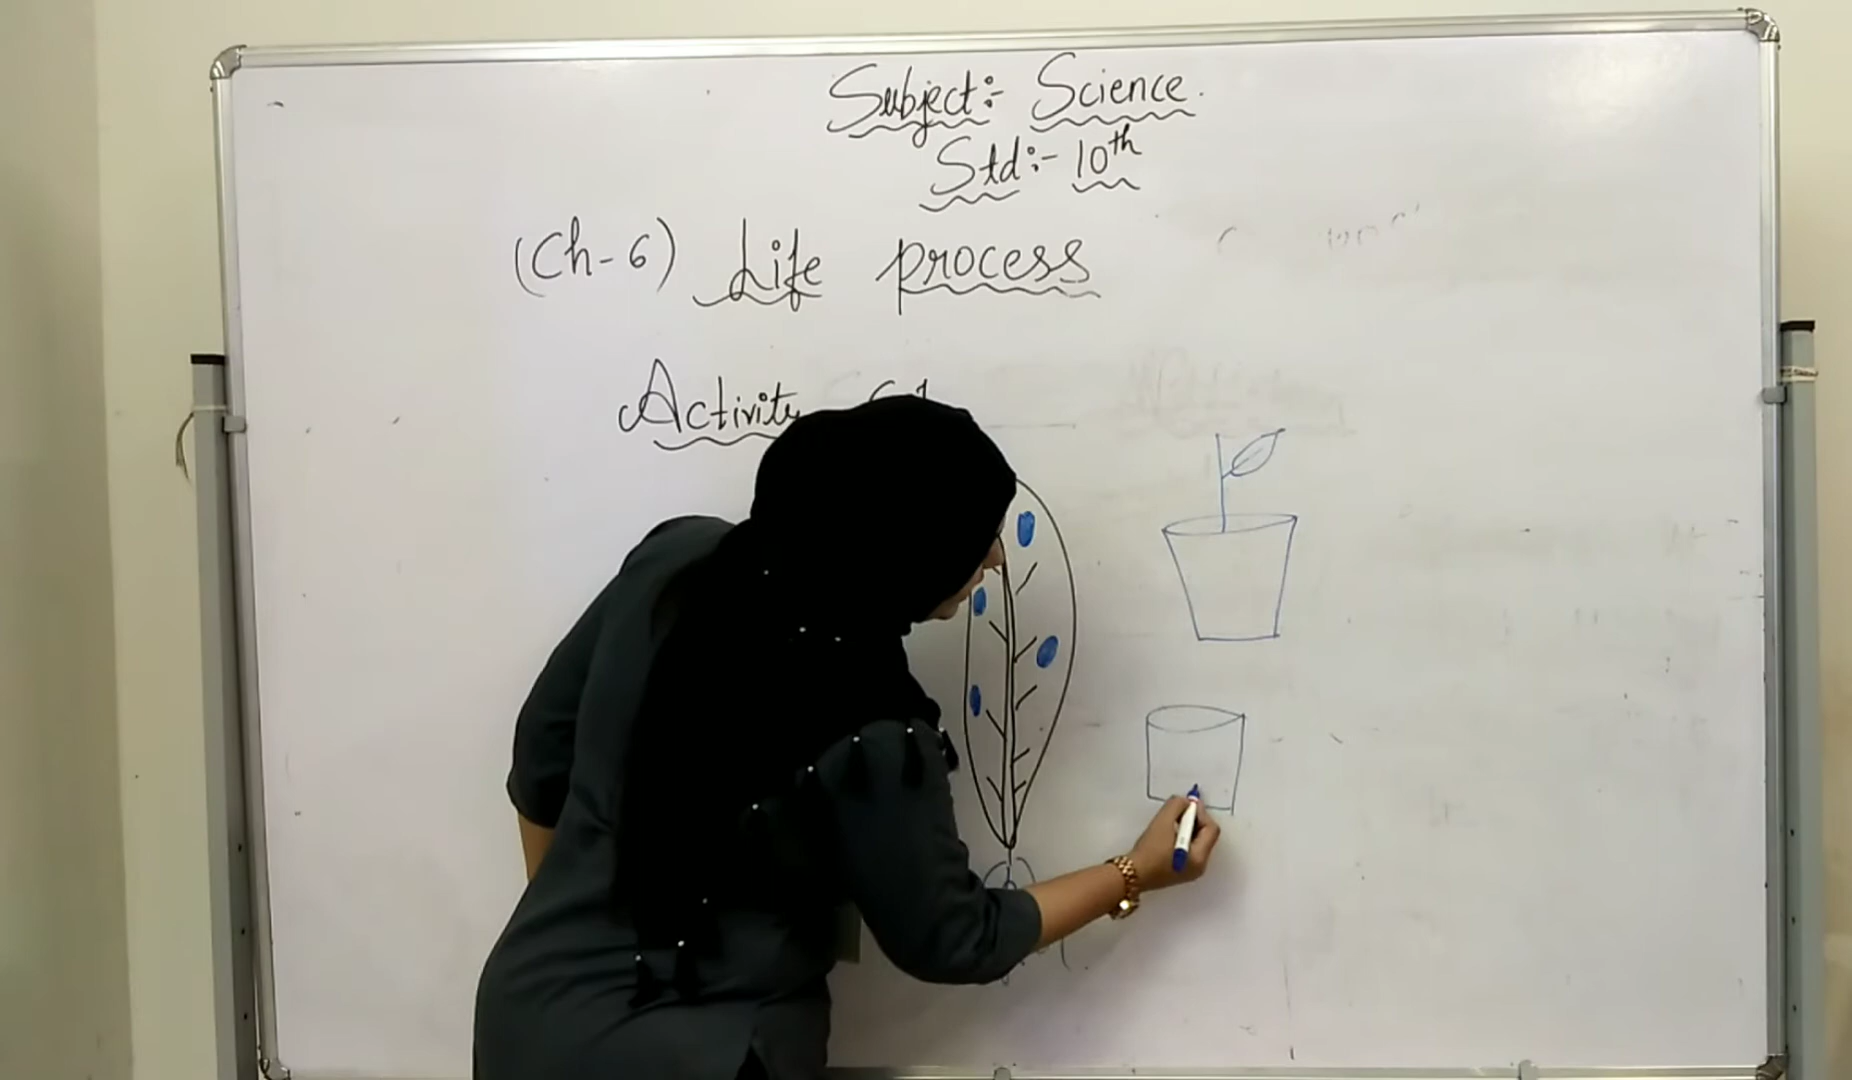 Subject:- Science
Std:- 10th
(Ch-6) Life process
Activity